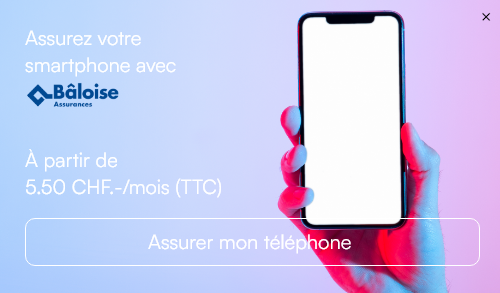 Assurez votre
smartphone avec
Bâloise
Assurances
À partir de
5.50 CHF.-/mois (TTC)
Assurer mon téléphone